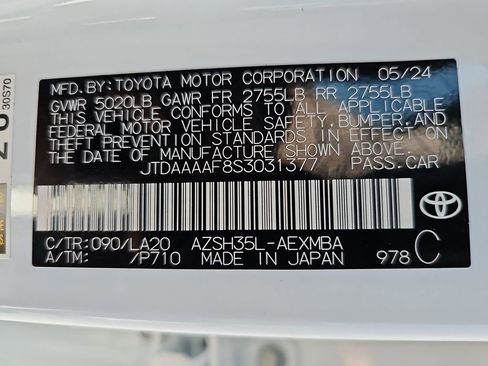 MFD. BY: TOYOTA MOTOR CORPORATION 05/24
GVWR 5020LB GAWR FR 2755LB RR 2755LB
THIS VEHICLE CONFORMS TO ALL APPLICABLE
FEDERAL MOTOR VEHICLE SAFETY, BUMPER, AND
THEFT PREVENTION STANDARDS IN EFFECT ON
THE DATE OF MANUFACTURE SHOWN ABOVE.
JTDAAAAF8S3031377 PASS.CAR
C/TR: 090/LA20 AZSH35L-AEXMBA
A/TM: /P710 MADE IN JAPAN 978 C
TOYOTA
30S70